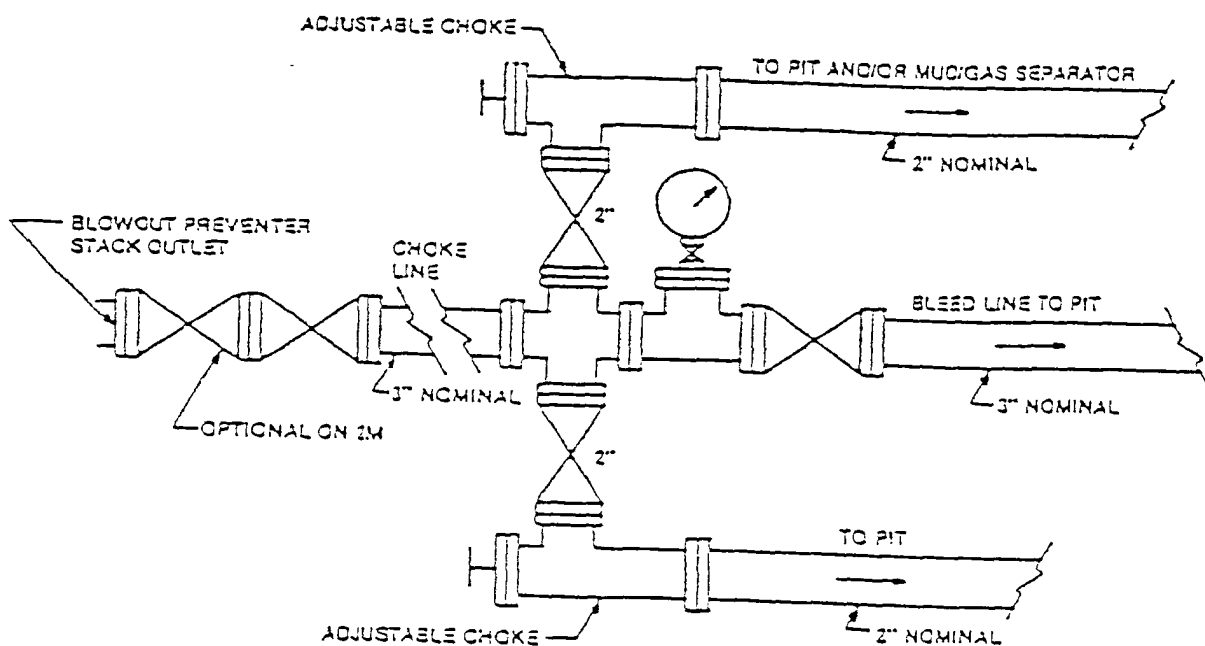 ADJUSTABLE CHOKE
TO PIT AND/OR MUD/GAS SEPARATOR
2" NOMINAL
2"
BLOWOUT PREVENTER
STACK OUTLET
CHOKE
LINE
BLEED LINE TO PIT
3" NOMINAL
3" NOMINAL
OPTIONAL ON 2M
2"
TO PIT
ADJUSTABLE CHOKE
2" NOMINAL